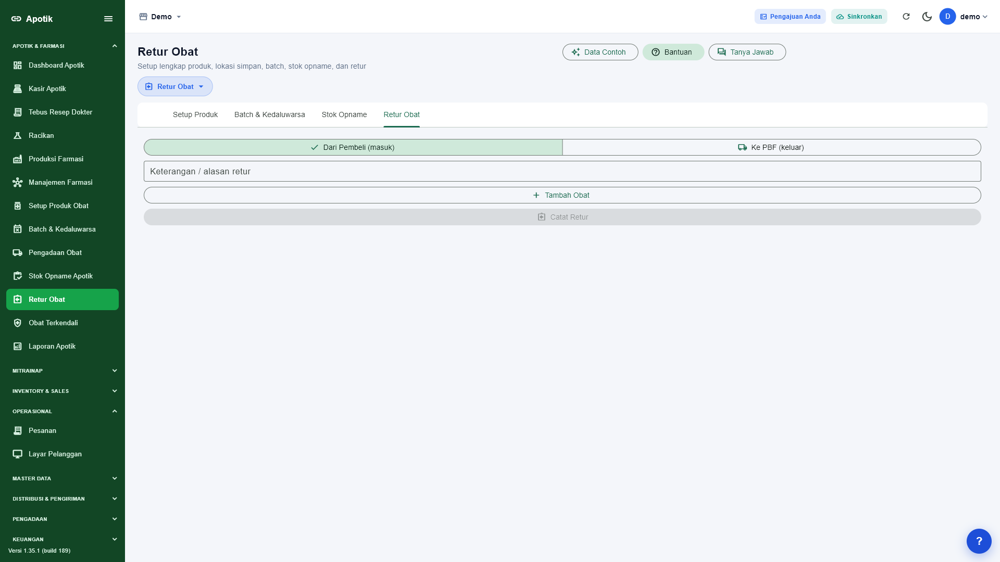 Apotik
APOTIK & FARMASI
Dashboard Apotik
Kasir Apotik
Tebus Resep Dokter
Racikan
Produksi Farmasi
Manajemen Farmasi
Setup Produk Obat
Batch & Kedaluwarsa
Pengadaan Obat
Stok Opname Apotik
Retur Obat
Obat Terkendali
Laporan Apotik
MITRAINAP
INVENTORY & SALES
OPERASIONAL
Pesanan
Layar Pelanggan
MASTER DATA
DISTRIBUSI & PENGIRIMAN
PENGADAAN
KEUANGAN
Versi 1.35.1 (build 189)
Demo
Pengajuan Anda
Sinkronkan
D
demo
Retur Obat
Setup lengkap produk, lokasi simpan, batch, stok opname, dan retur
Data Contoh
Bantuan
Tanya Jawab
Retur Obat
Setup Produk
Batch & Kedaluwarsa
Stok Opname
Retur Obat
Dari Pembeli (masuk)
Ke PBF (keluar)
Keterangan / alasan retur
Tambah Obat
Catat Retur
?